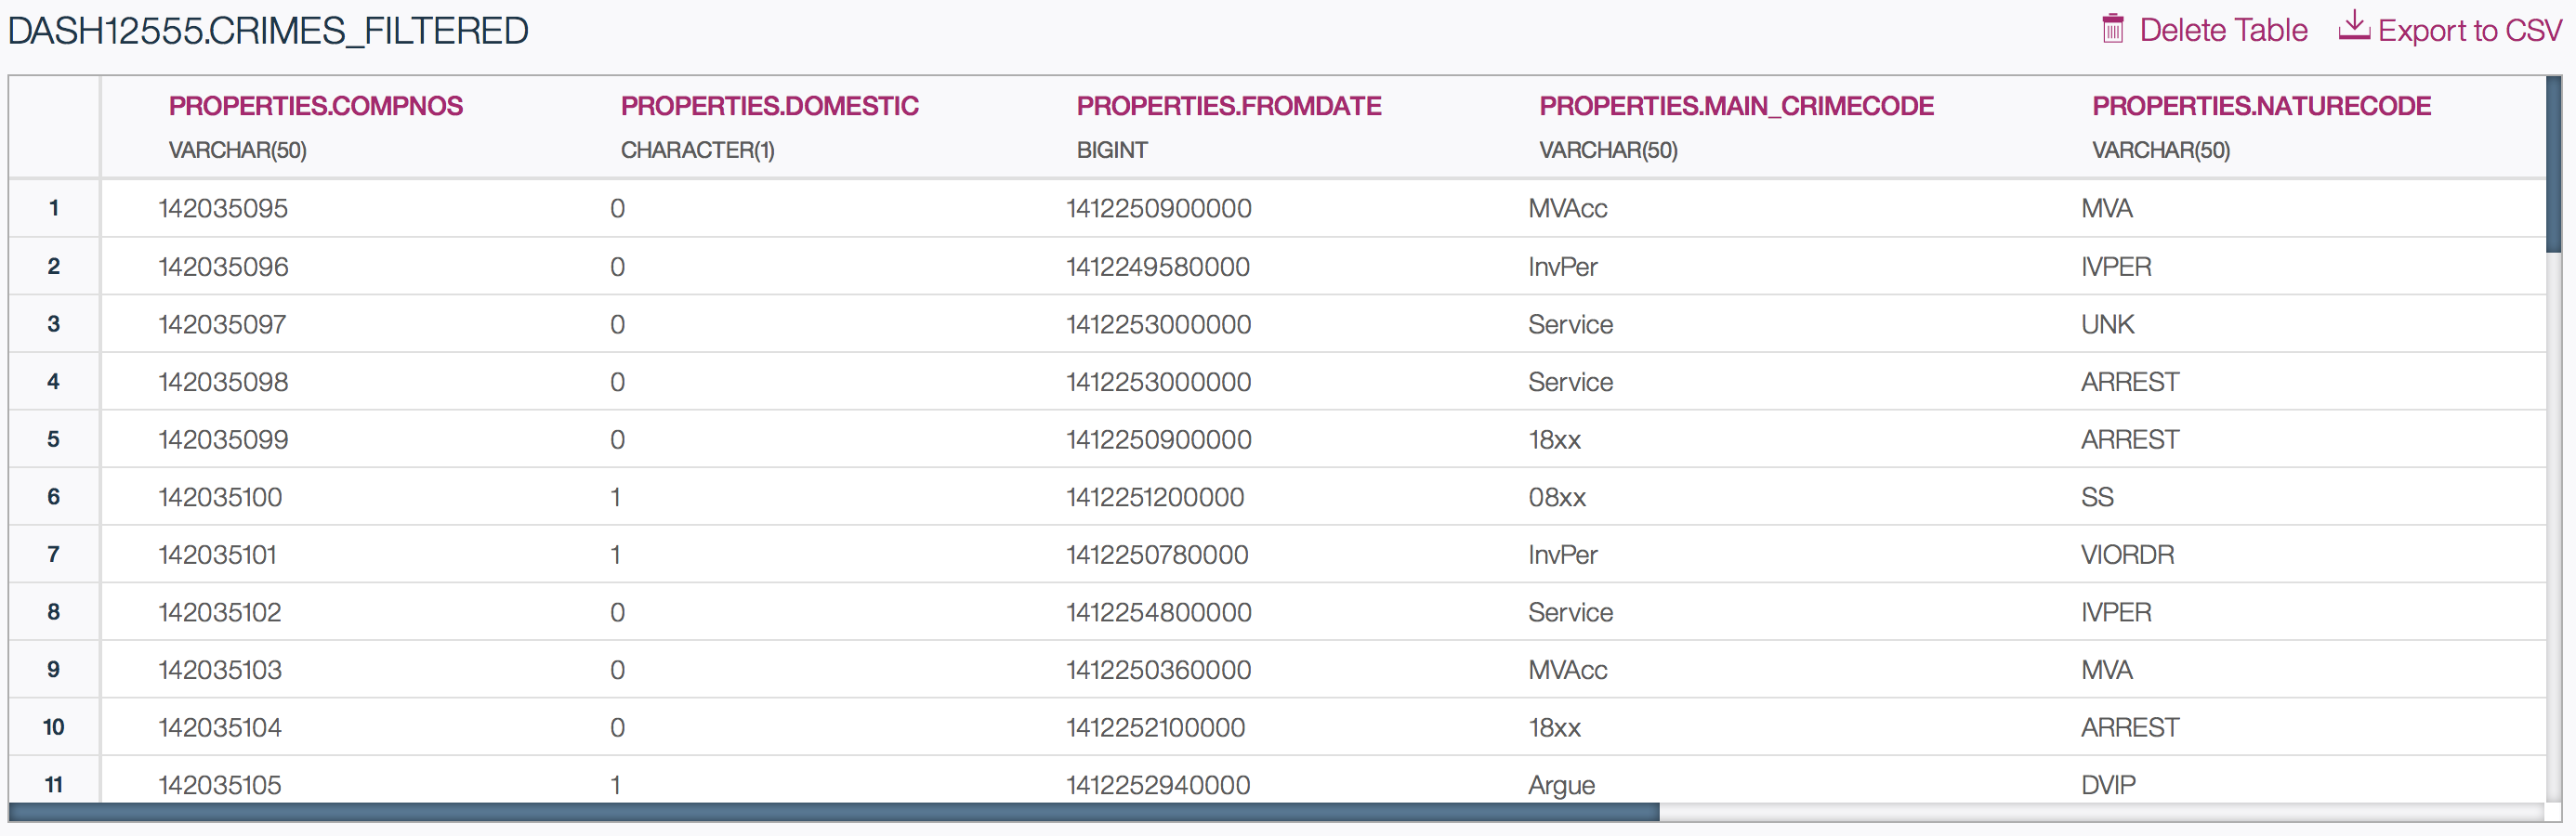 DASH12555.CRIMES_FILTERED Delete Table Export to CSV
PROPERTIES.COMPNOS PROPERTIES.DOMESTIC PROPERTIES.FROMDATE PROPERTIES.MAIN_CRIMECODE PROPERTIES.NATURECODE
VARCHAR(50) CHARACTER(1) BIGINT VARCHAR(50) VARCHAR(50)
1 142035095 0 1412250900000 MVAcc MVA
2 142035096 0 1412249580000 InvPer IVPER
3 142035097 0 1412253000000 Service UNK
4 142035098 0 1412253000000 Service ARREST
5 142035099 0 1412250900000 18xx ARREST
6 142035100 1 1412251200000 08xx SS
7 142035101 1 1412250780000 InvPer VIORDR
8 142035102 0 1412254800000 Service IVPER
9 142035103 0 1412250360000 MVAcc MVA
10 142035104 0 1412252100000 18xx ARREST
11 142035105 1 1412252940000 Argue DVIP